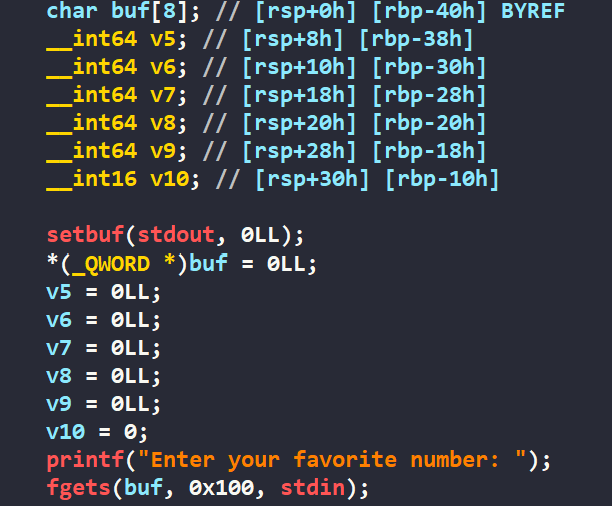 char buf[8]; // [rsp+0h] [rbp-40h] BYREF
__int64 v5; // [rsp+8h] [rbp-38h]
__int64 v6; // [rsp+10h] [rbp-30h]
__int64 v7; // [rsp+18h] [rbp-28h]
__int64 v8; // [rsp+20h] [rbp-20h]
__int64 v9; // [rsp+28h] [rbp-18h]
__int16 v10; // [rsp+30h] [rbp-10h]
setbuf(stdout, 0LL);
*(_QWORD *)buf = 0LL;
v5 = 0LL;
v6 = 0LL;
v7 = 0LL;
v8 = 0LL;
v9 = 0LL;
v10 = 0;
printf("Enter your favorite number: ");
fgets(buf, 0x100, stdin);